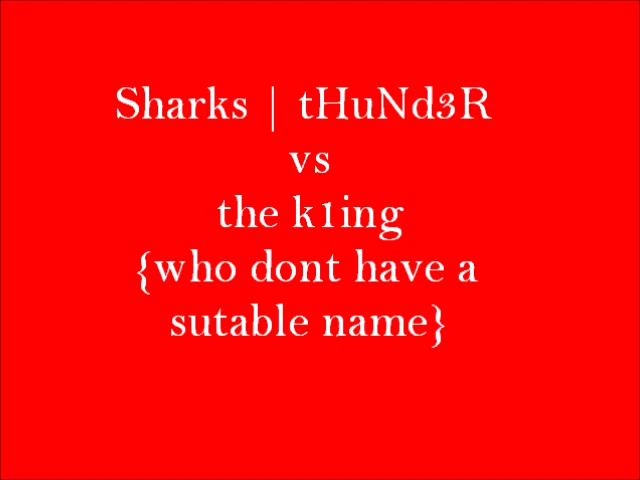 Sharks | tHuNd3R
vs
the k1ing
{who dont have a
sutable name}